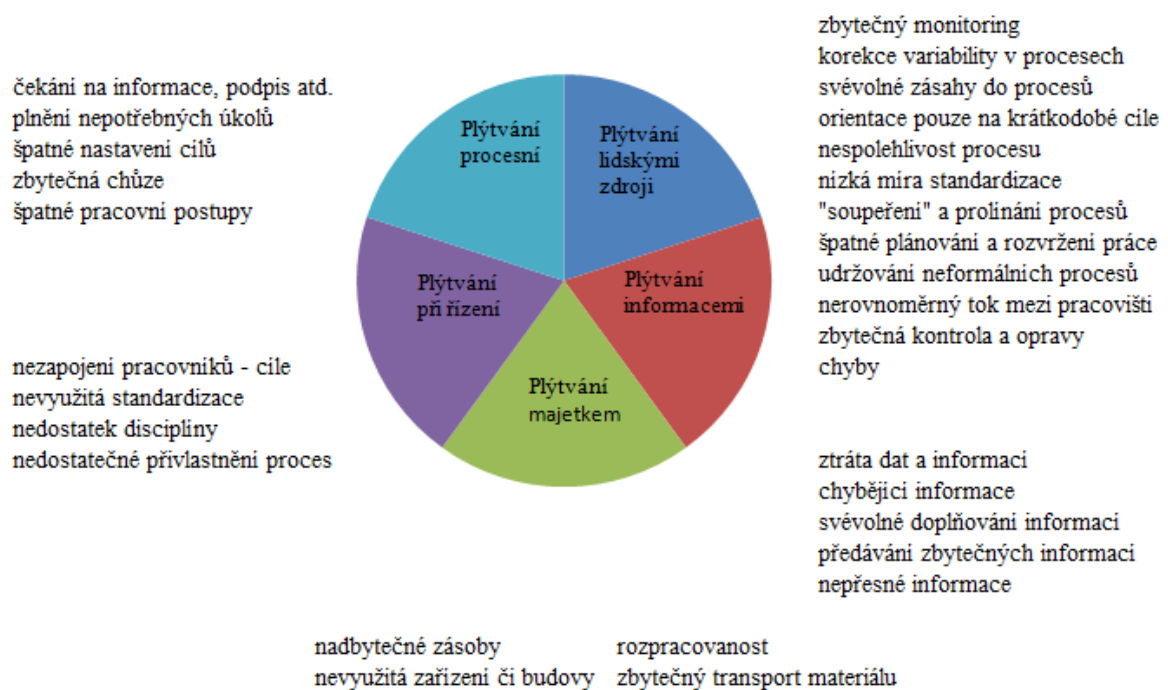 čekání na informace, podpis atd.
plnění nepotřebných úkolů
špatné nastavení cílů
zbytečná chůze
špatné pracovní postupy
nezapojení pracovníků - cíle
nevyužitá standardizace
nedostatek disciplíny
nedostatečné přivlastnění proces
Plýtvání
procesní
Plýtvání
lidskými
zdroji
Plýtvání
při řízení
Plýtvání
informacemi
Plýtvání
majetkem
zbytečný monitoring
korekce variability v procesech
svévolné zásahy do procesů
orientace pouze na krátkodobé cíle
nespolehlivost procesu
nízká míra standardizace
"soupeření" a prolínání procesů
špatné plánování a rozvržení práce
udržování neformálních procesů
nerovnoměrný tok mezi pracovišti
zbytečná kontrola a opravy
chyby
ztráta dat a informací
chybějící informace
svévolné doplňování informací
předávání zbytečných informací
nepřesné informace
nadbytečné zásoby
nevyužitá zařízení či budovy
rozpracovanost
zbytečný transport materiálu